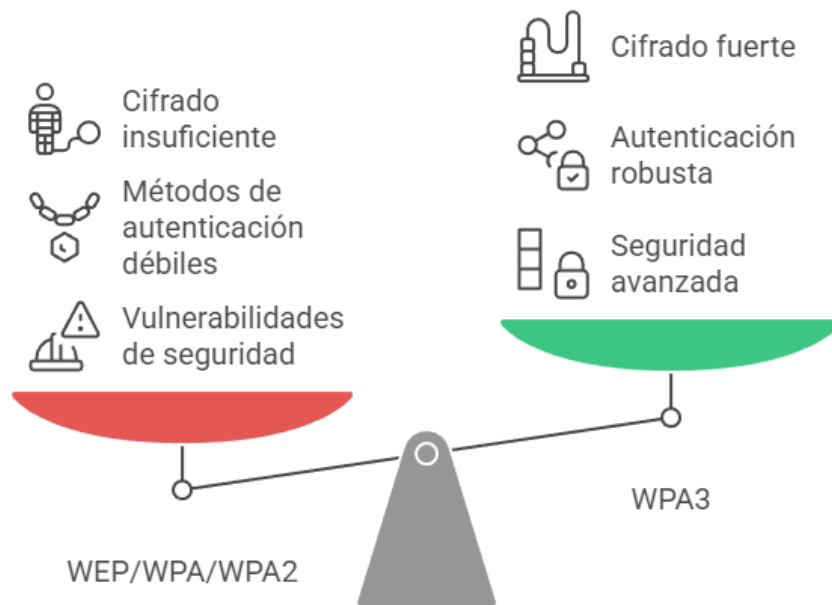 Cifrado
insuficiente
Métodos de
autenticación
débiles
Vulnerabilidades
de seguridad
WEP/WPA/WPA2
Cifrado fuerte
Autenticación
robusta
Seguridad
avanzada
WPA3